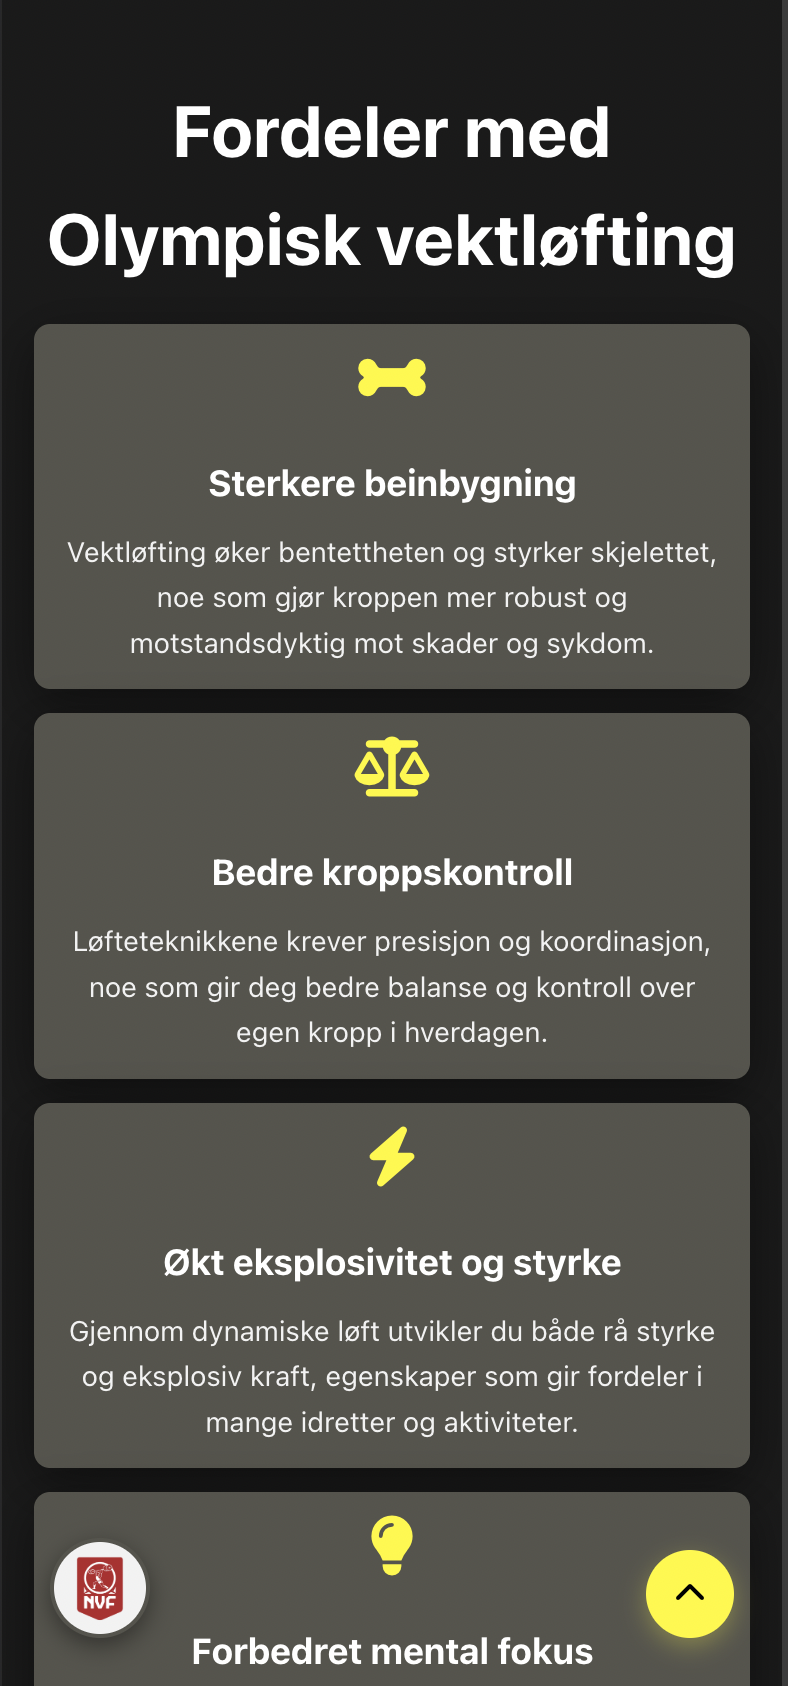 Fordeler med
Olympisk vektløfting
Sterkere beinbygning
Vektløfting øker bentettheten og styrker skjelettet,
noe som gjør kroppen mer robust og
motstandsdyktig mot skader og sykdom.
Bedre kroppskontroll
Løfteteknikkene krever presisjon og koordinasjon,
noe som gir deg bedre balanse og kontroll over
egen kropp i hverdagen.
Økt eksplosivitet og styrke
Gjennom dynamiske løft utvikler du både rå styrke
og eksplosiv kraft, egenskaper som gir fordeler i
mange idretter og aktiviteter.
NVF
Forbedret mental fokus